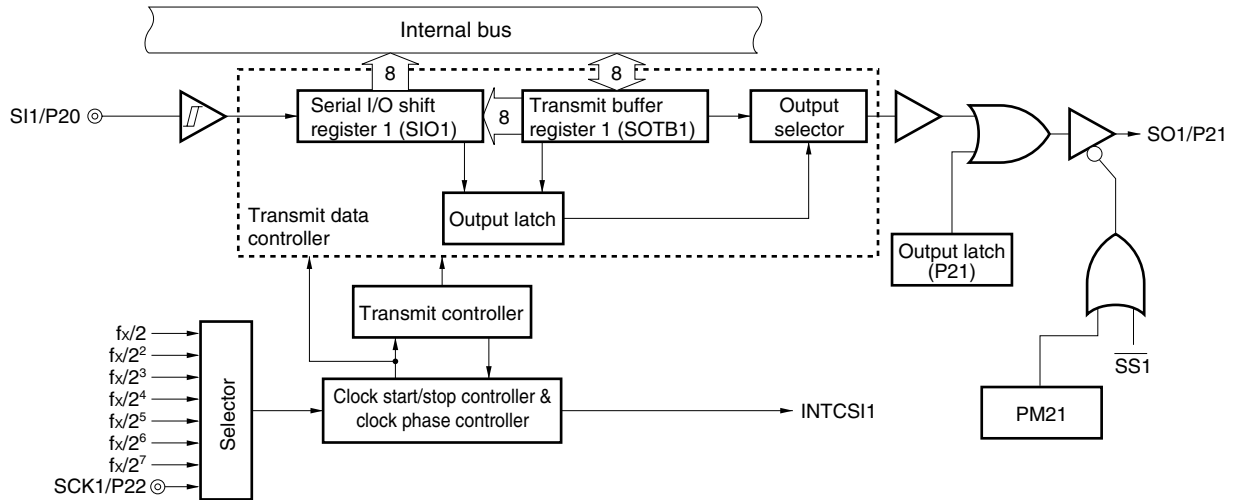 Internal bus
8
8
SI1/P20
Serial I/O shift
register 1 (SIO1)
8
Transmit buffer
register 1 (SOTB1)
Output
selector
SO1/P21
Transmit data
controller
Output latch
Output latch
(P21)
Transmit controller
fx/2
fx/2²
fx/2³
fx/2⁴
fx/2⁵
fx/2⁶
fx/2⁷
SCK1/P22
Selector
Clock start/stop controller &
clock phase controller
INTCSI1
PM21
S̅S̅1̅